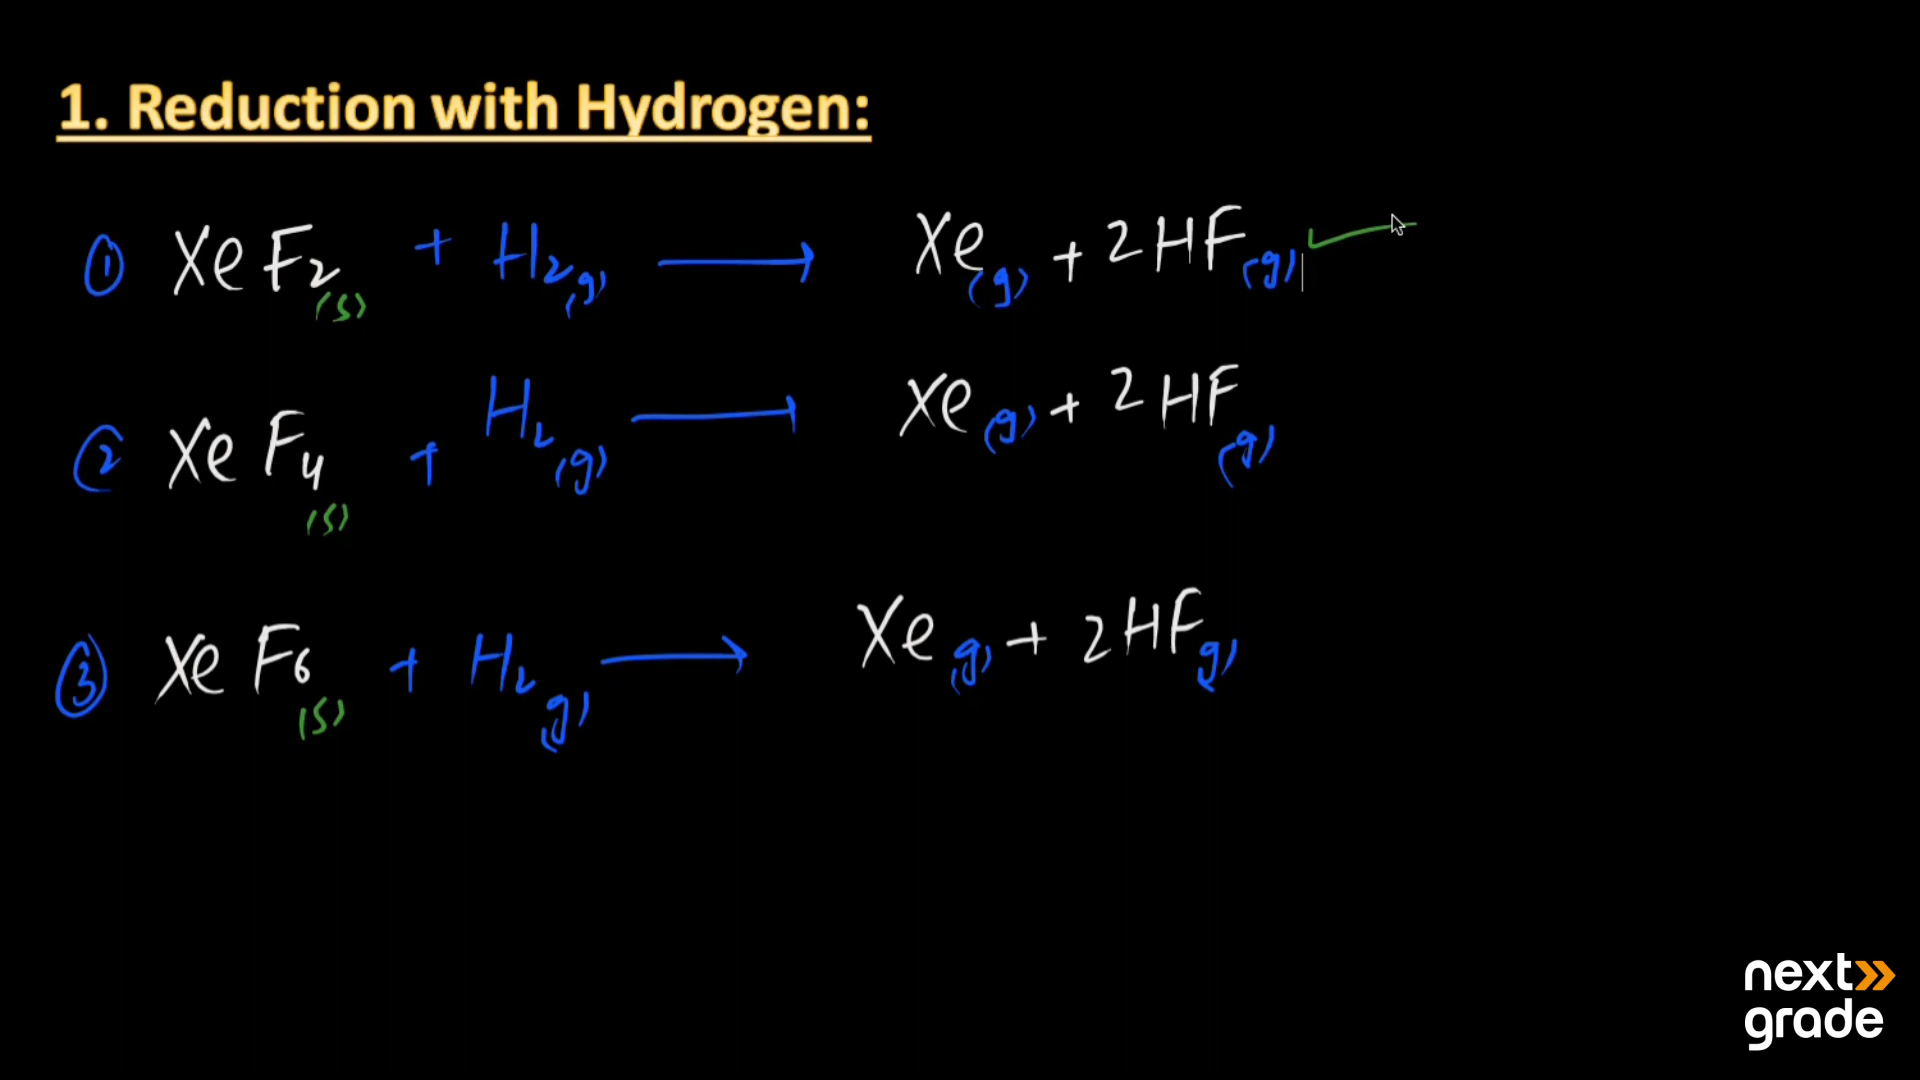 1. Reduction with Hydrogen:
① XeF₂(s) + H₂(g) ⟶ Xe(g) + 2HF(g)
② XeF₄(s) + H₂(g) ⟶ Xe(g) + 2HF(g)
③ XeF₆(s) + H₂(g) ⟶ Xe(g) + 2HF(g)
next
grade